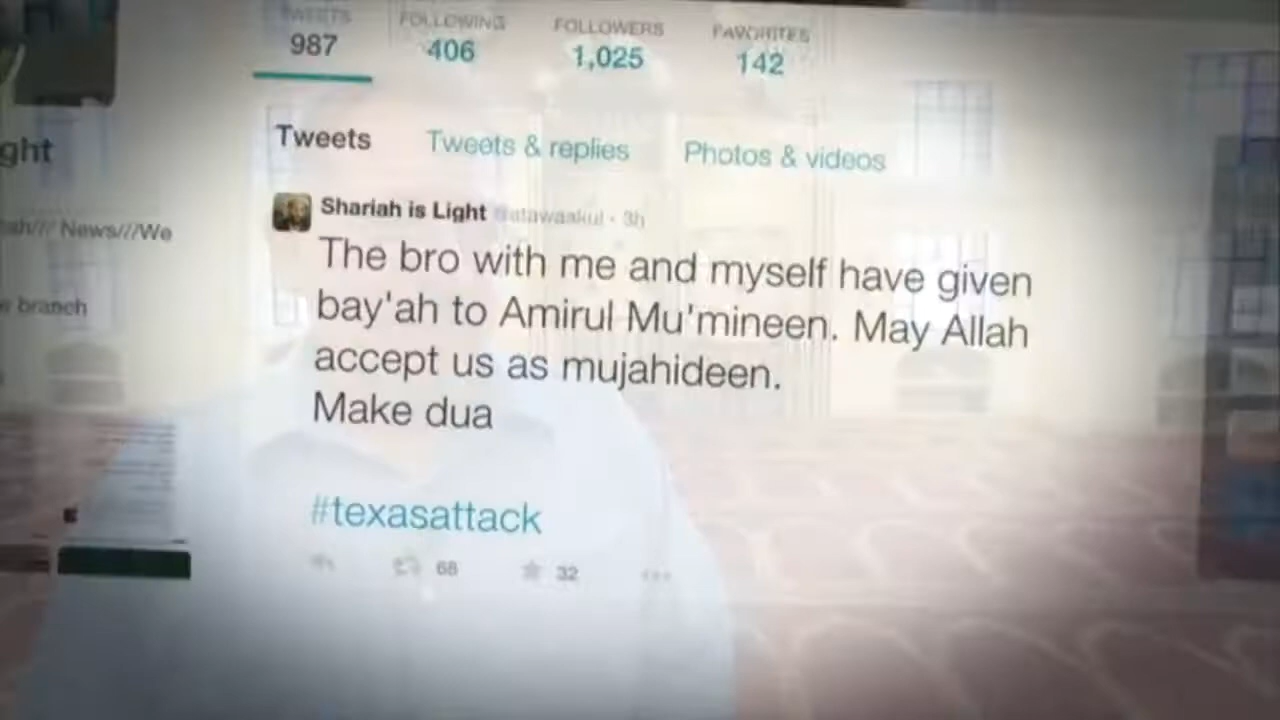 TWEETS FOLLOWING FOLLOWERS FAVORITES
987 406 1,025 142
ght
Tweets Tweets & replies Photos & videos
Shariah is Light @atawaakul · 3h
News///We
The bro with me and myself have given
branch
bay'ah to Amirul Mu'mineen. May Allah
accept us as mujahideen.
Make dua
#texasattack
68 32